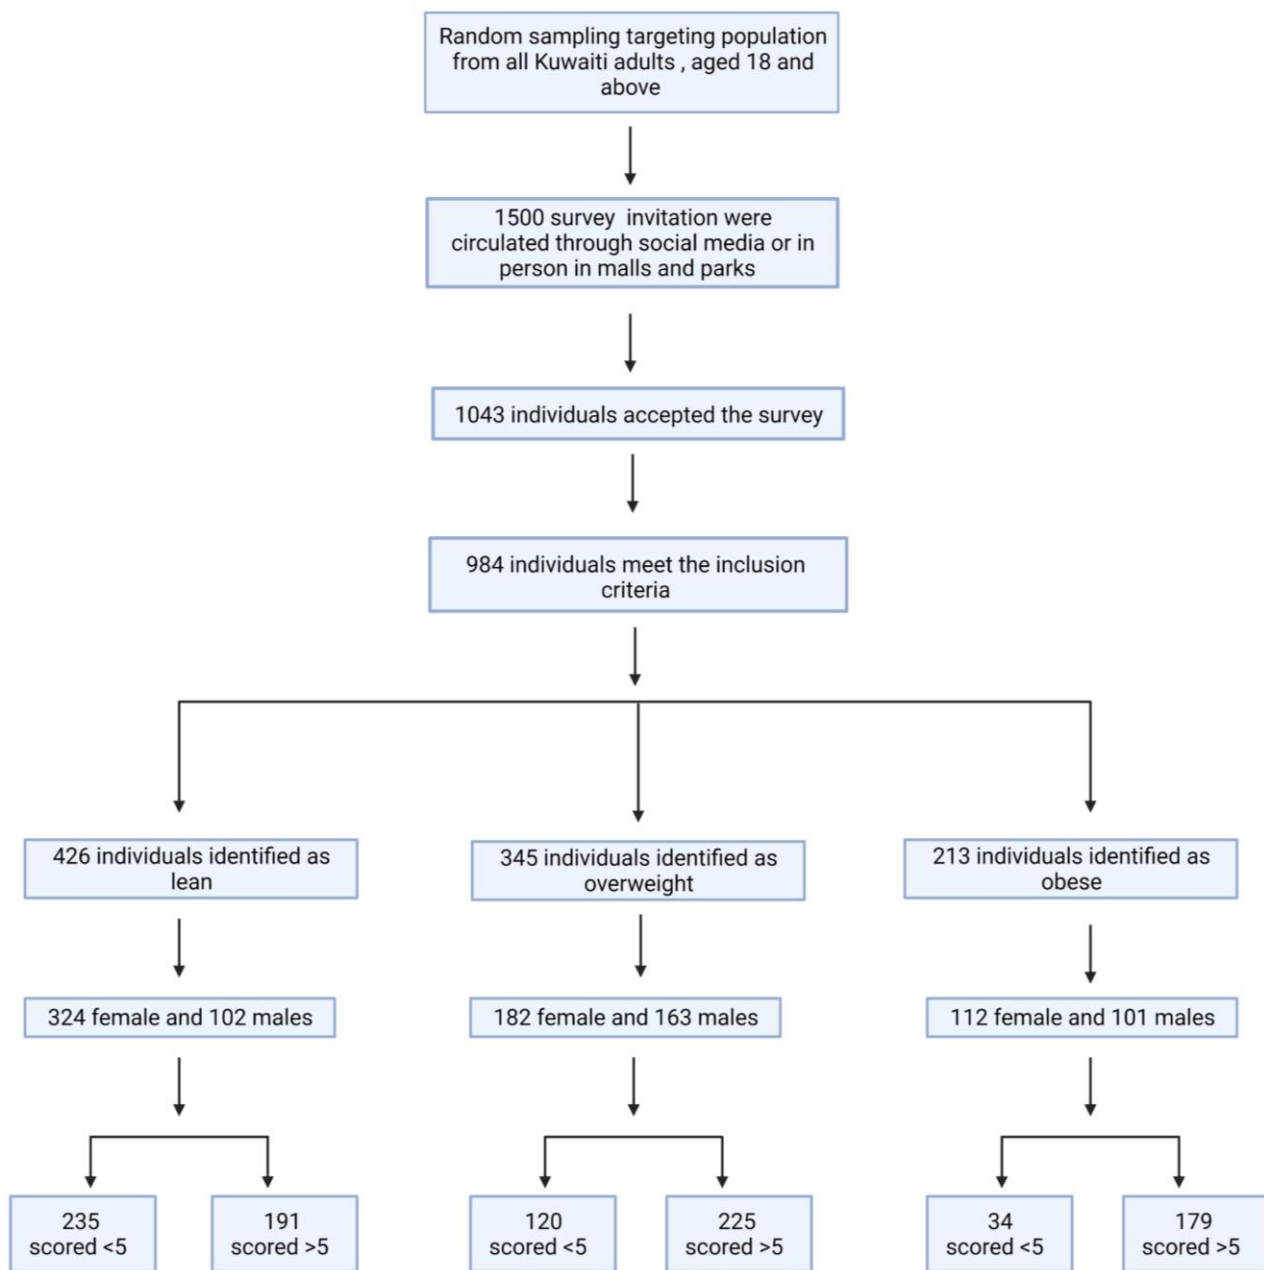 Random sampling targeting population
from all Kuwaiti adults , aged 18 and
above
1500 survey invitation were
circulated through social media or in
person in malls and parks
1043 individuals accepted the survey
984 individuals meet the inclusion
criteria
426 individuals identified as
lean
345 individuals identified as
overweight
213 individuals identified as
obese
324 female and 102 males
182 female and 163 males
112 female and 101 males
235
scored <5
191
scored >5
120
scored <5
225
scored >5
34
scored <5
179
scored >5